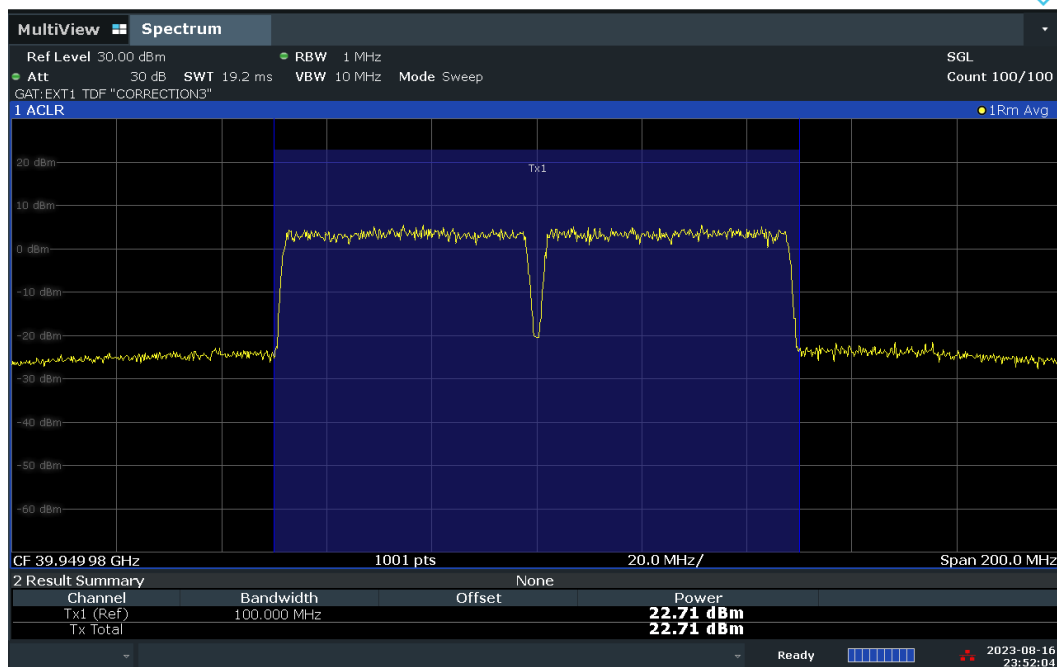 MultiView Spectrum
Ref Level 30.00 dBm RBW 1 MHz SGL
Att 30 dB SWT 19.2 ms VBW 10 MHz Mode Sweep Count 100/100
GAT:EXT1 TDF "CORRECTION3"
1 ACLR 1Rm Avg
Tx1
20 dBm
10 dBm
0 dBm
-10 dBm
-20 dBm
-30 dBm
-40 dBm
-50 dBm
-60 dBm
CF 39.94998 GHz 1001 pts 20.0 MHz/ Span 200.0 MHz
2 Result Summary None
Channel Bandwidth Offset Power
Tx1 (Ref) 100.000 MHz 22.71 dBm
Tx Total 22.71 dBm
Ready 2023-08-16
23:52:04